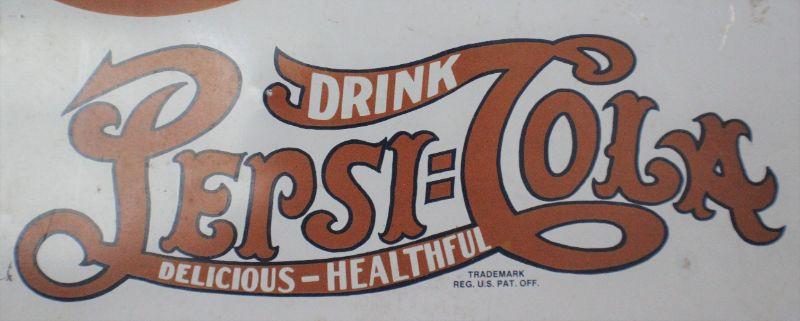 DRINK
PEPSI=COLA
DELICIOUS-HEALTHFUL
TRADEMARK
REG. U.S. PAT. OFF.